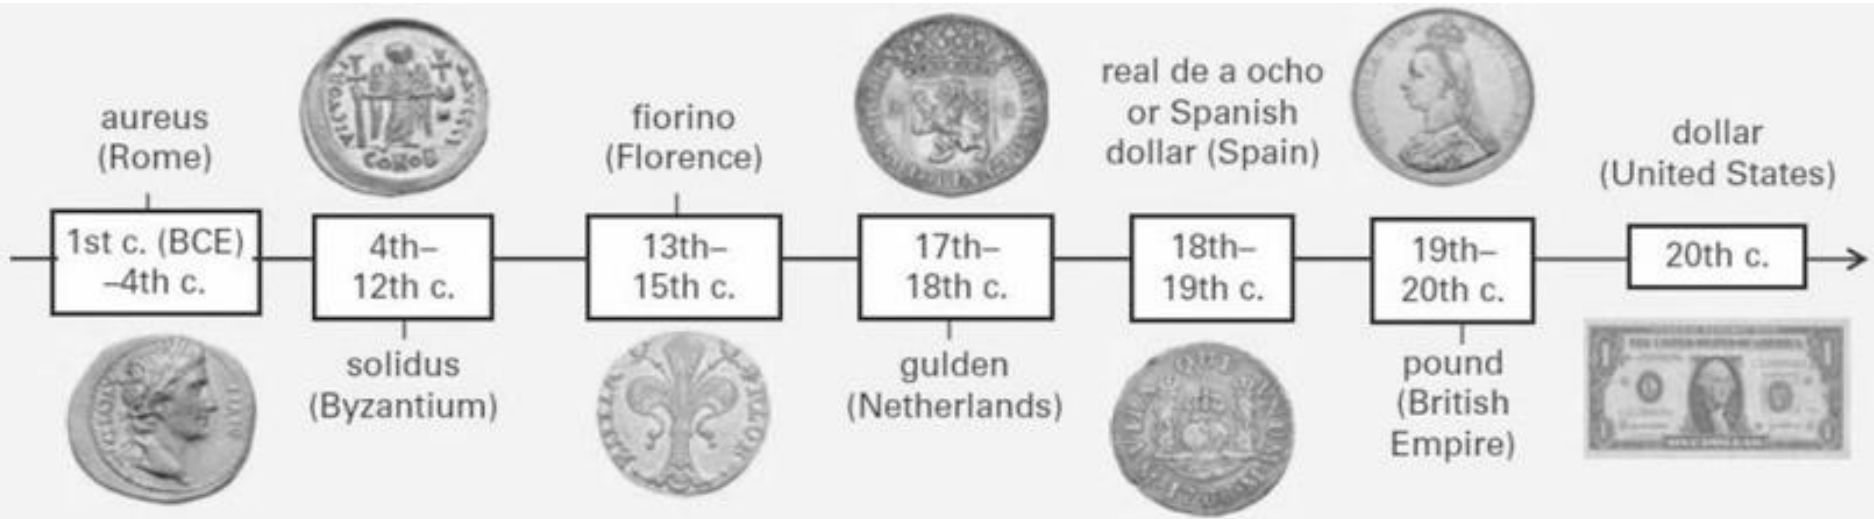 aureus
(Rome)
1st c. (BCE)
–4th c.
4th–
12th c.
CONOB
solidus
(Byzantium)
fiorino
(Florence)
13th–
15th c.
17th–
18th c.
gulden
(Netherlands)
real de a ocho
or Spanish
dollar (Spain)
18th–
19th c.
19th–
20th c.
pound
(British
Empire)
dollar
(United States)
20th c.